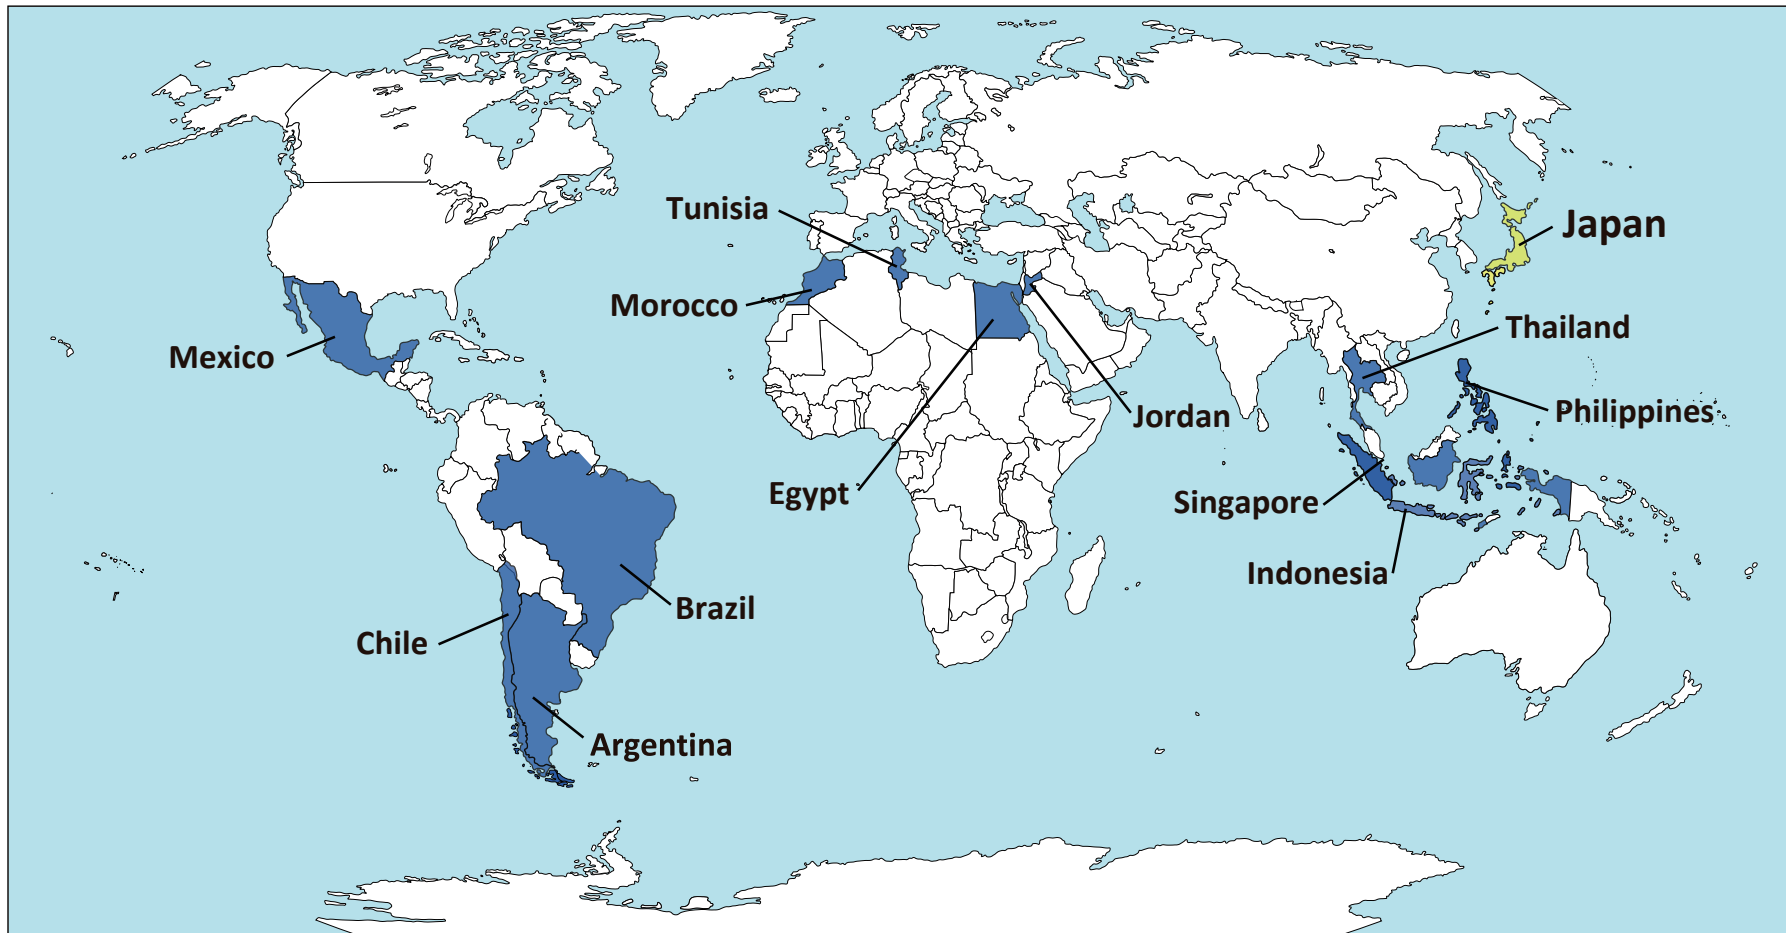 Tunisia
Japan
Morocco
Thailand
Mexico
Jordan
Philippines
Egypt
Singapore
Indonesia
Brazil
Chile
Argentina